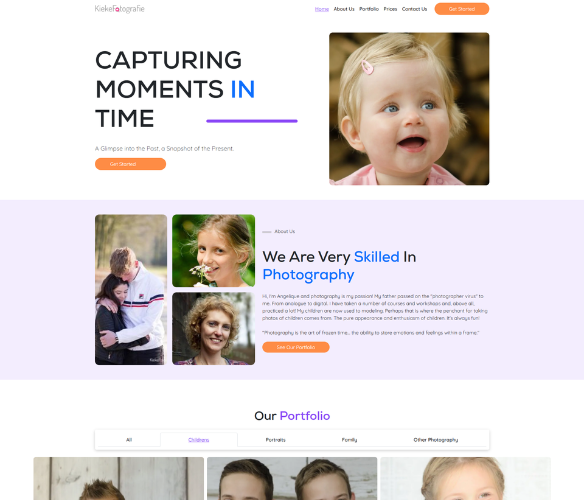 KiekeFotografie
Home About Us Portfolio Prices Contact Us Get Started
CAPTURING
MOMENTS IN
TIME
A Glimpse into the Past, a Snapshot of the Present.
Get Started
About Us
We Are Very Skilled In
Photography
Hi, I'm Angelique and photography is my passion! My father passed on the "photographer virus" to
me. From analogue to digital. I have taken a number of courses and workshops and, above all,
practiced a lot! My children are now used to modeling. Perhaps that is where the penchant for taking
photos of children comes from. The pure appearance and enthusiasm of children. It's always fun!
"Photography is the art of frozen time... the ability to store emotions and feelings within a frame."
See Our Portfolio
Our Portfolio
All Childrens Portraits Family Other Photography